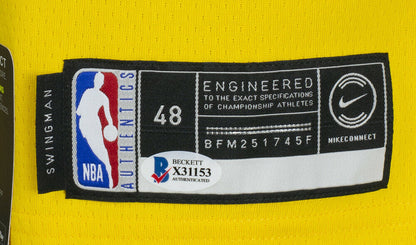 SWINGMAN
NBA
AUTHENTICS
48
ENGINEERED
TO THE EXACT SPECIFICATIONS
OF CHAMPIONSHIP ATHLETES
BFM251745F
NIKECONNECT
B
BECKETT
X31153
AUTHENTICATED